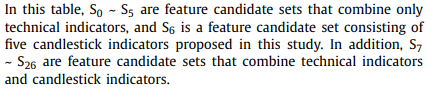 In this table, S₀ ~ S₅ are feature candidate sets that combine only
technical indicators, and S₆ is a feature candidate set consisting of
five candlestick indicators proposed in this study. In addition, S₇
~ S₂₆ are feature candidate sets that combine technical indicators
and candlestick indicators.